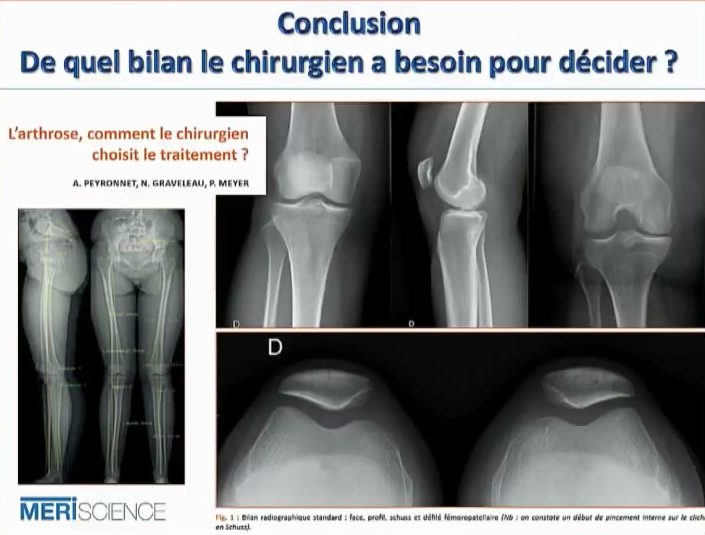 Conclusion
De quel bilan le chirurgien a besoin pour décider ?
L'arthrose, comment le chirurgien
choisit le traitement ?
A. PEYRONNET, N. GRAVELEAU, P. MEYER
D
D
D
MERISCIENCE
Fig. 1 : Bilan radiographique standard : face, profil, schuss et défilé fémoropatellaire (Nb : on constate un début de pincement interne sur le clich
en Schuss).